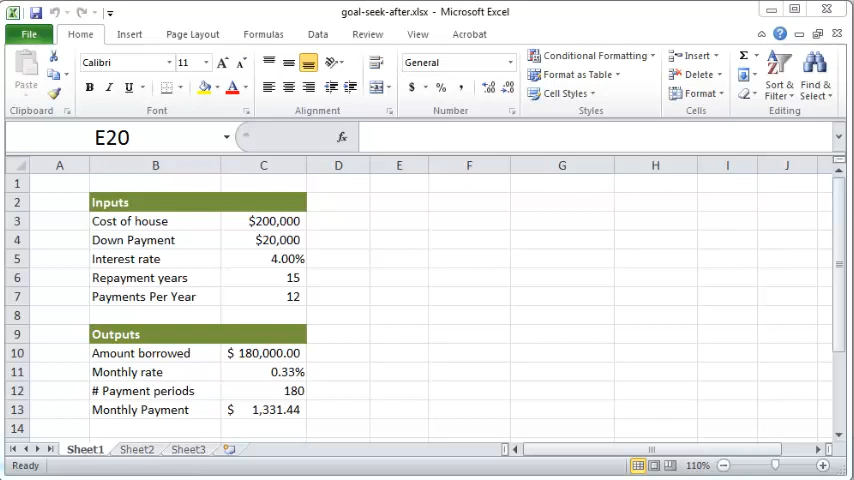 goal-seek-after.xlsx - Microsoft Excel
File Home Insert Page Layout Formulas Data Review View Acrobat
Paste Calibri 11 A A General Conditional Formatting Insert Σ
B I U A $ % , Format as Table Delete Sort & Filter Find & Select
Cell Styles Format
Clipboard Font Alignment Number Styles Cells Editing
E20 fx
A B C D E F G H I J
1
2 Inputs
3 Cost of house $200,000
4 Down Payment $20,000
5 Interest rate 4.00%
6 Repayment years 15
7 Payments Per Year 12
8
9 Outputs
10 Amount borrowed $ 180,000.00
11 Monthly rate 0.33%
12 # Payment periods 180
13 Monthly Payment $ 1,331.44
14
Sheet1 Sheet2 Sheet3
Ready 110%